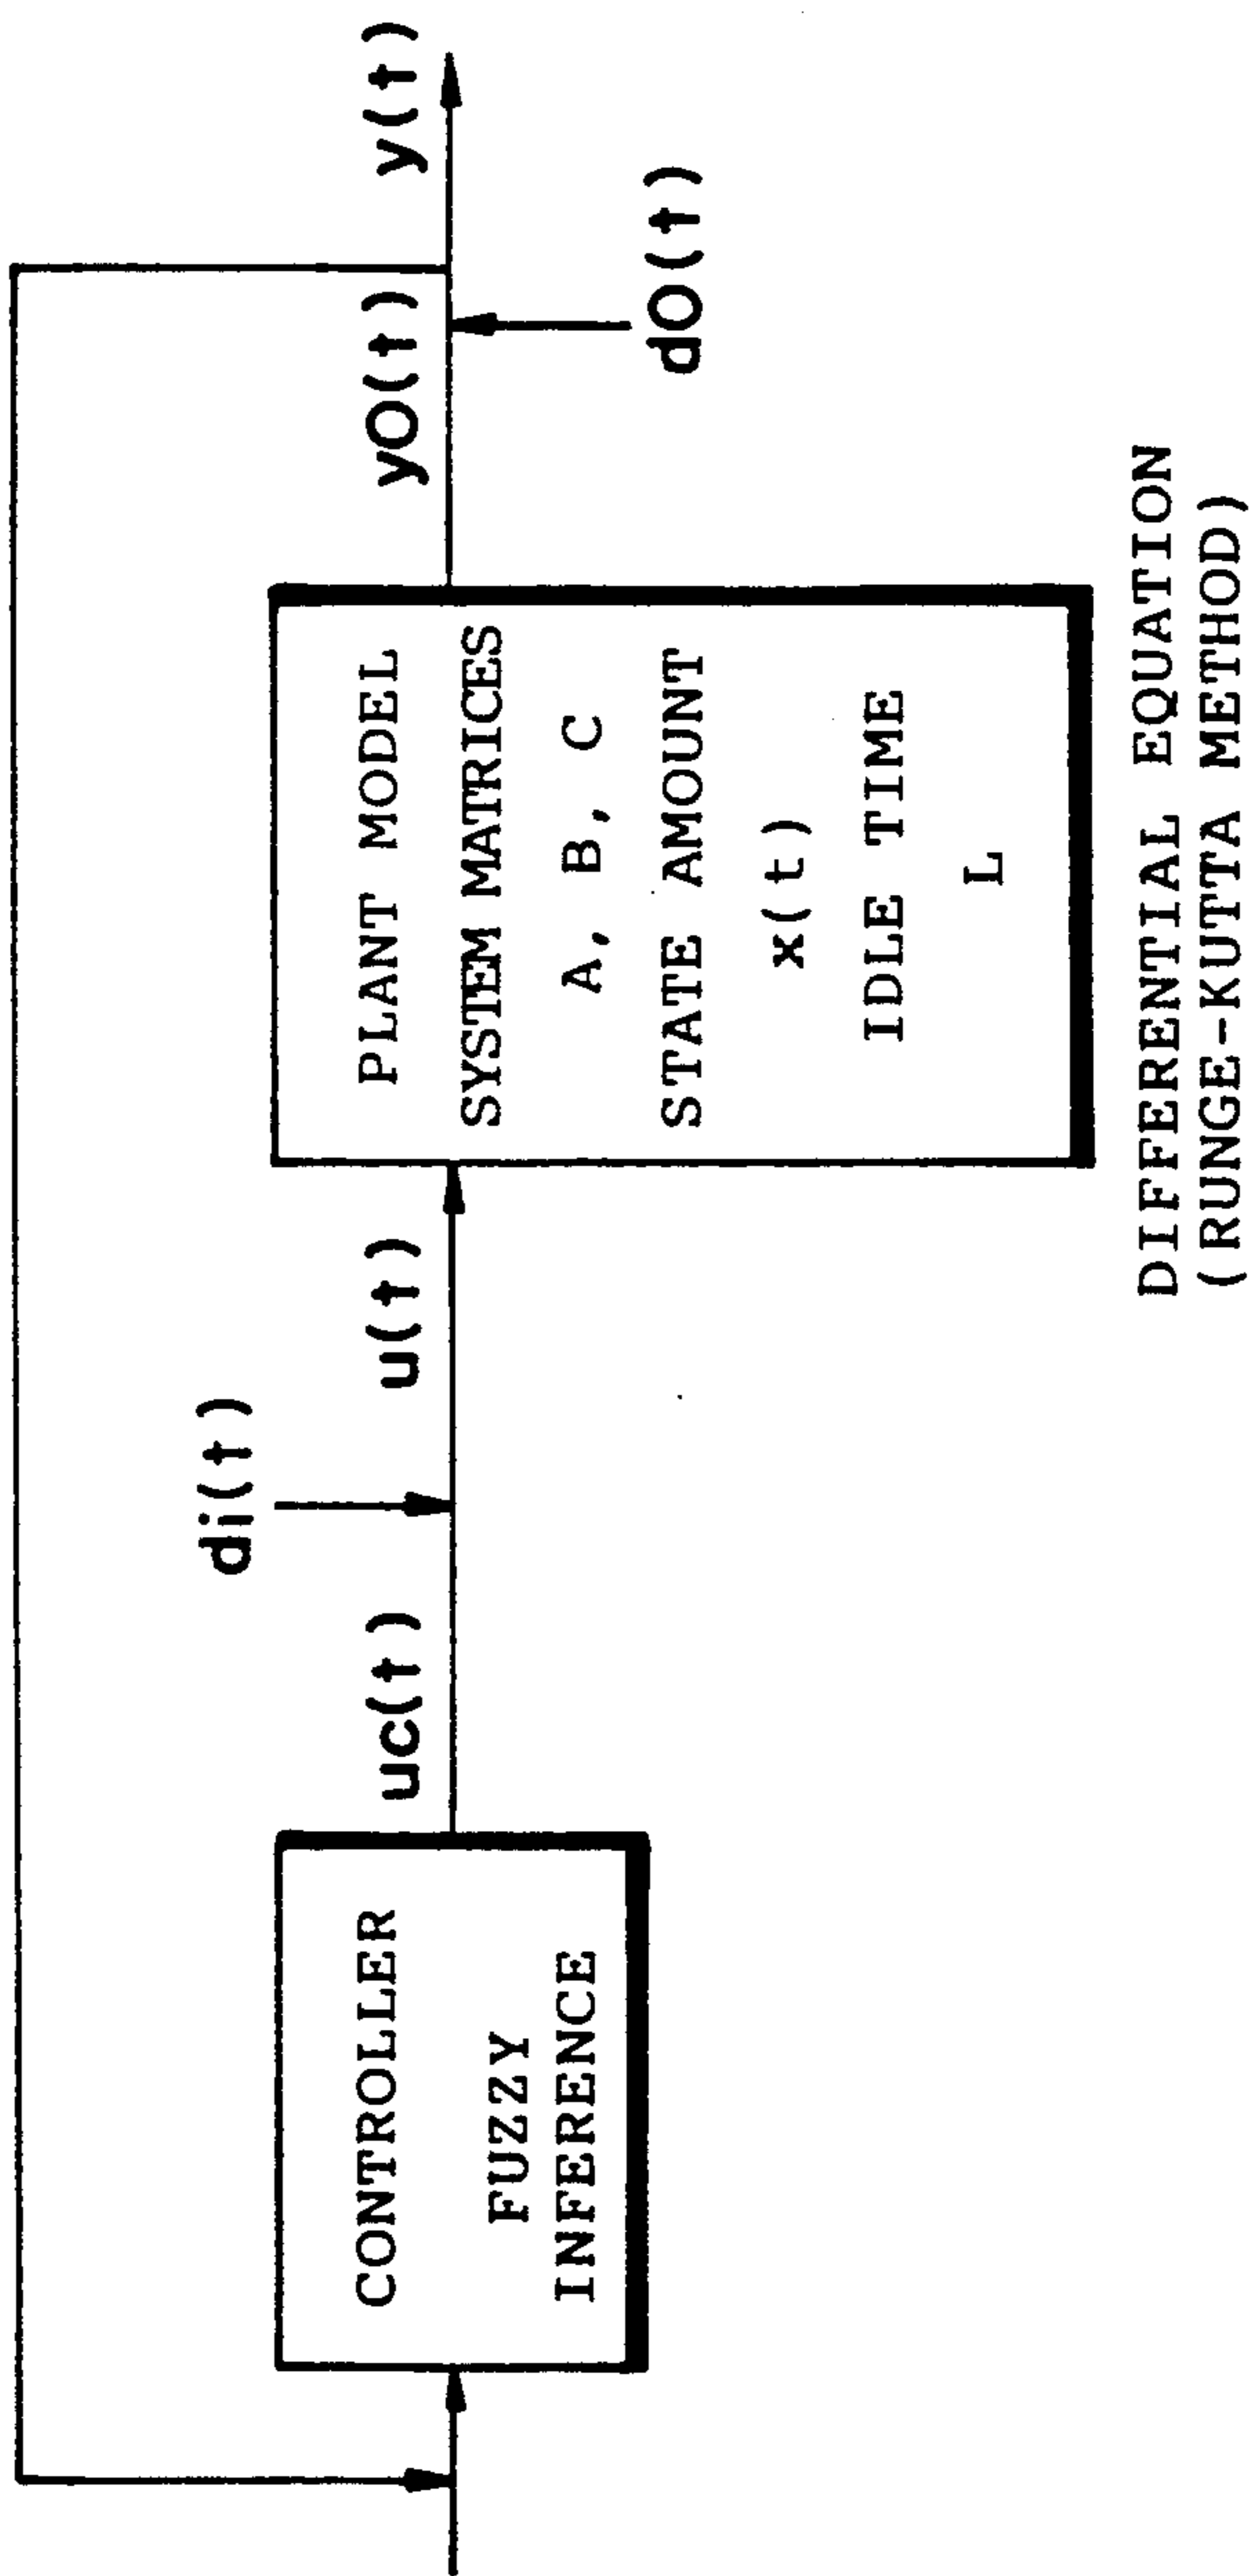 di(t)
uc(t)
u(t)
yO(t)
y(t)
dO(t)
CONTROLLER
FUZZY
INFERENCE
PLANT MODEL
SYSTEM MATRICES
A, B, C
STATE AMOUNT
x(t)
IDLE TIME
L
DIFFERENTIAL EQUATION
(RUNGE-KUTTA METHOD)